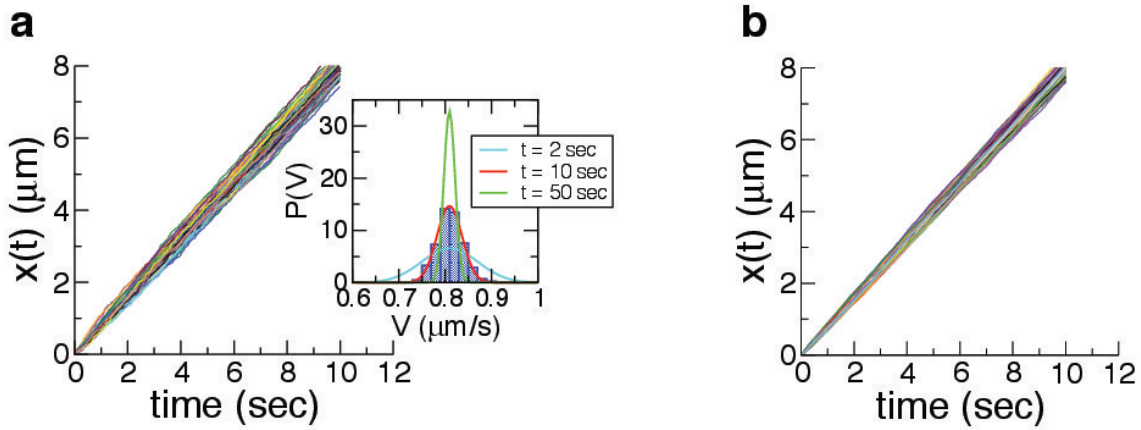 a
x(t) (μm)
8
6
4
2
0
0 2 4 6 8 10 12
time (sec)
P(V)
30
20
10
0
0.6 0.7 0.8 0.9 1
V (μm/s)
t = 2 sec
t = 10 sec
t = 50 sec
b
x(t) (μm)
8
6
4
2
0
0 2 4 6 8 10 12
time (sec)